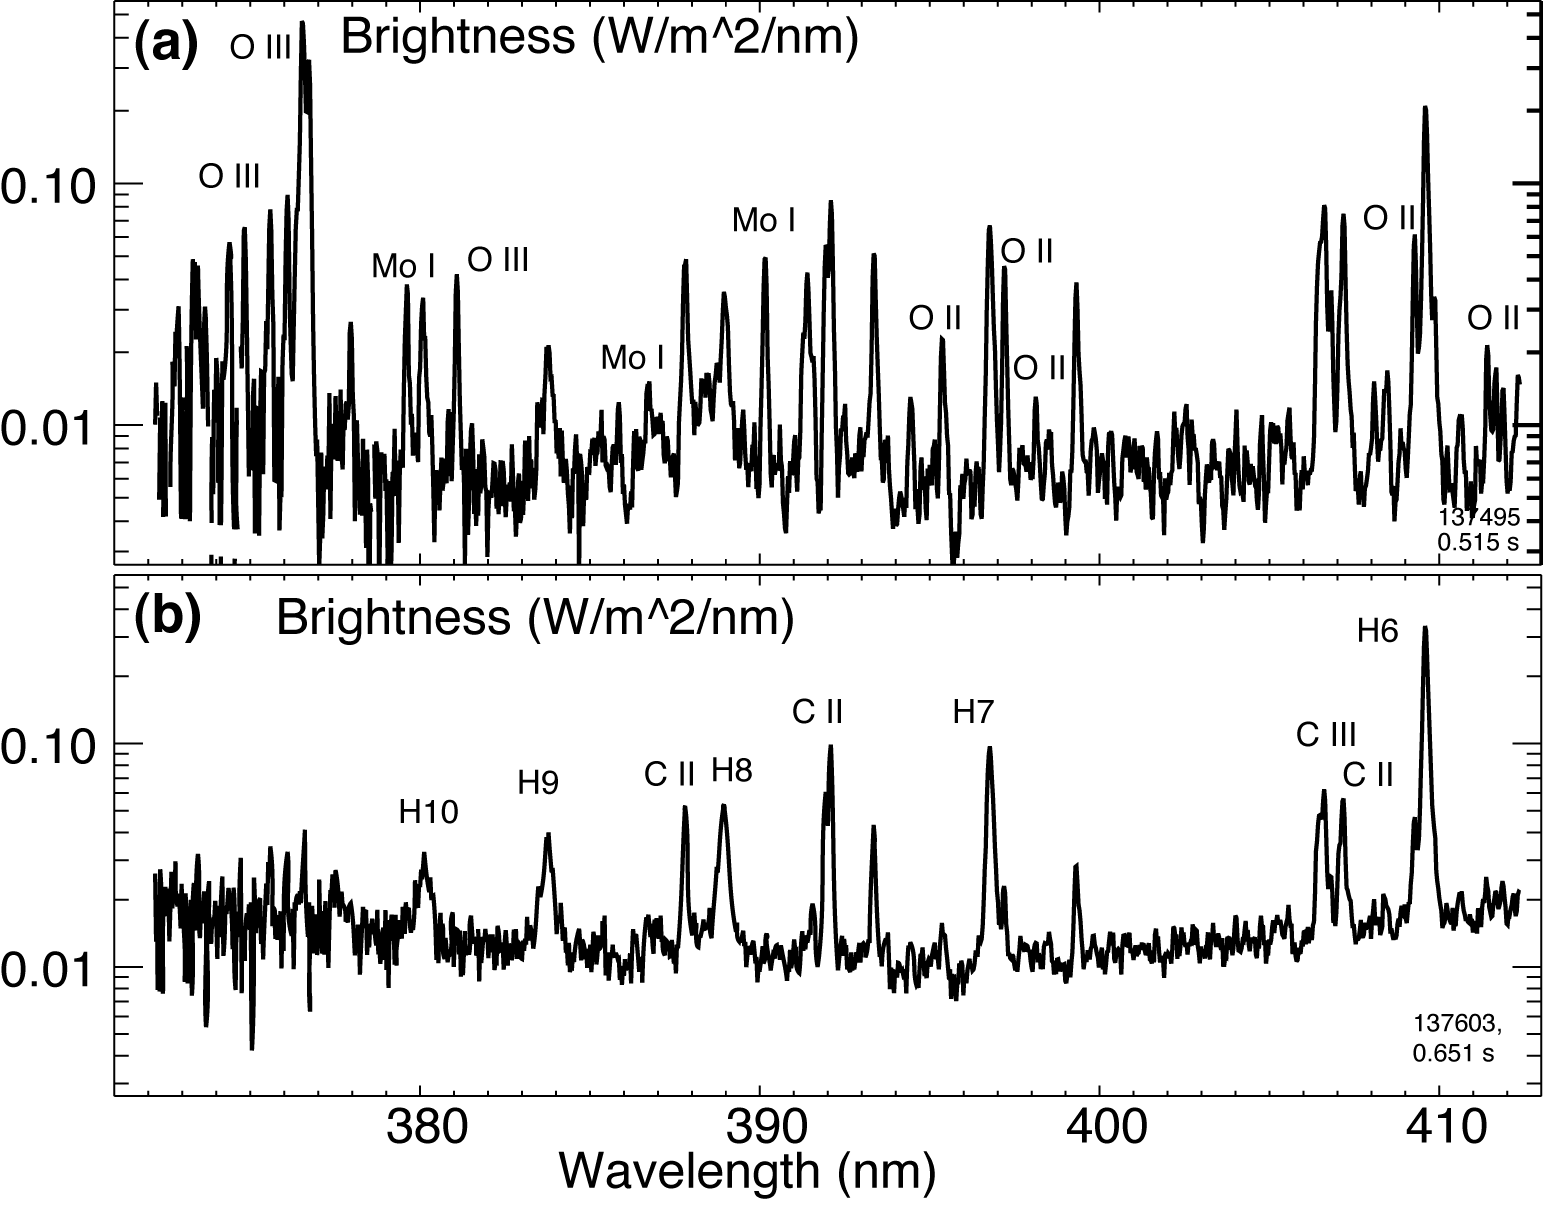 (a) Brightness (W/m^2/nm)
O III
O III
0.10
Mo I
O III
Mo I
Mo I
O II
O II
O II
O II
O II
0.01
137495
0.515 s
(b) Brightness (W/m^2/nm)
H6
H7
C II
C III
C II
0.10
H10
H9
C II
H8
0.01
137603,
0.651 s
380 390 400 410
Wavelength (nm)